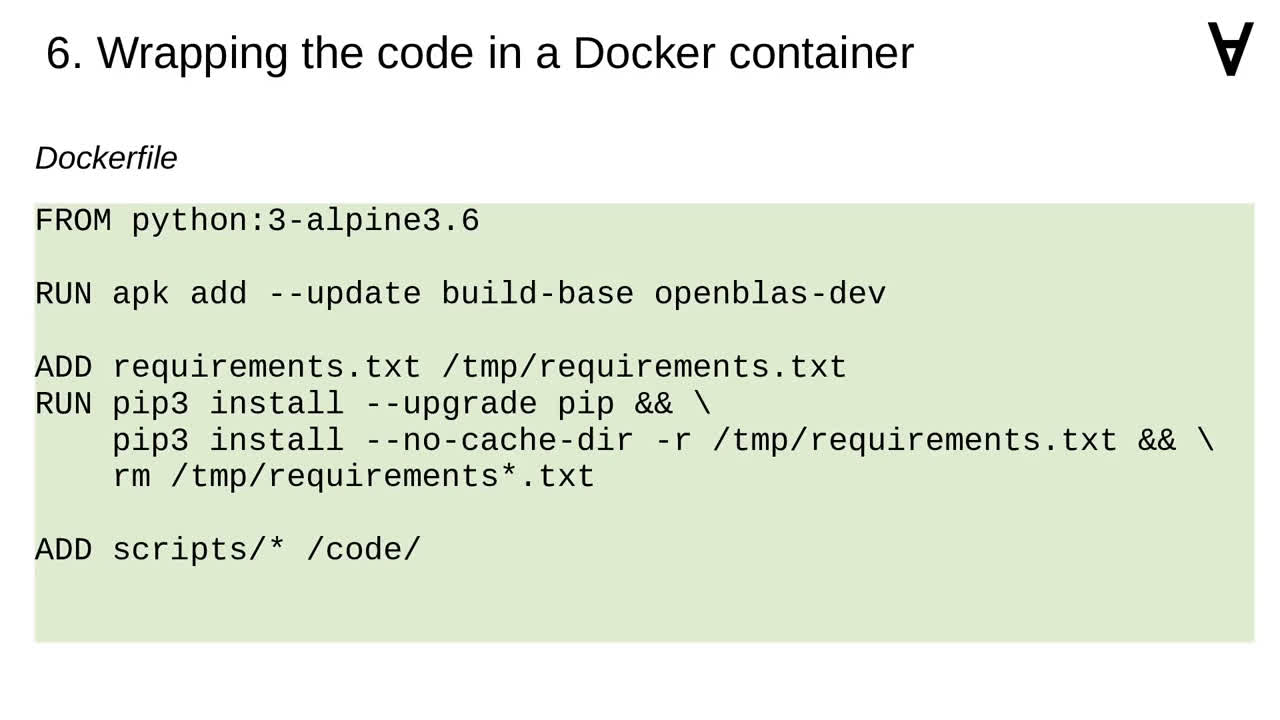 6. Wrapping the code in a Docker container
∀
Dockerfile
FROM python:3-alpine3.6
RUN apk add --update build-base openblas-dev
ADD requirements.txt /tmp/requirements.txt
RUN pip3 install --upgrade pip && \
    pip3 install --no-cache-dir -r /tmp/requirements.txt && \
    rm /tmp/requirements*.txt
ADD scripts/* /code/